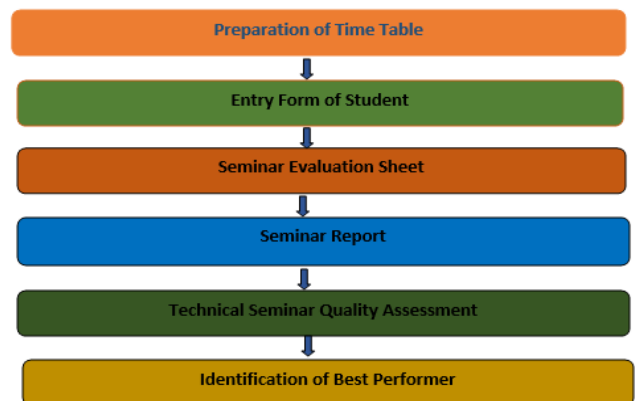 Preparation of Time Table
Entry Form of Student
Seminar Evaluation Sheet
Seminar Report
Technical Seminar Quality Assessment
Identification of Best Performer